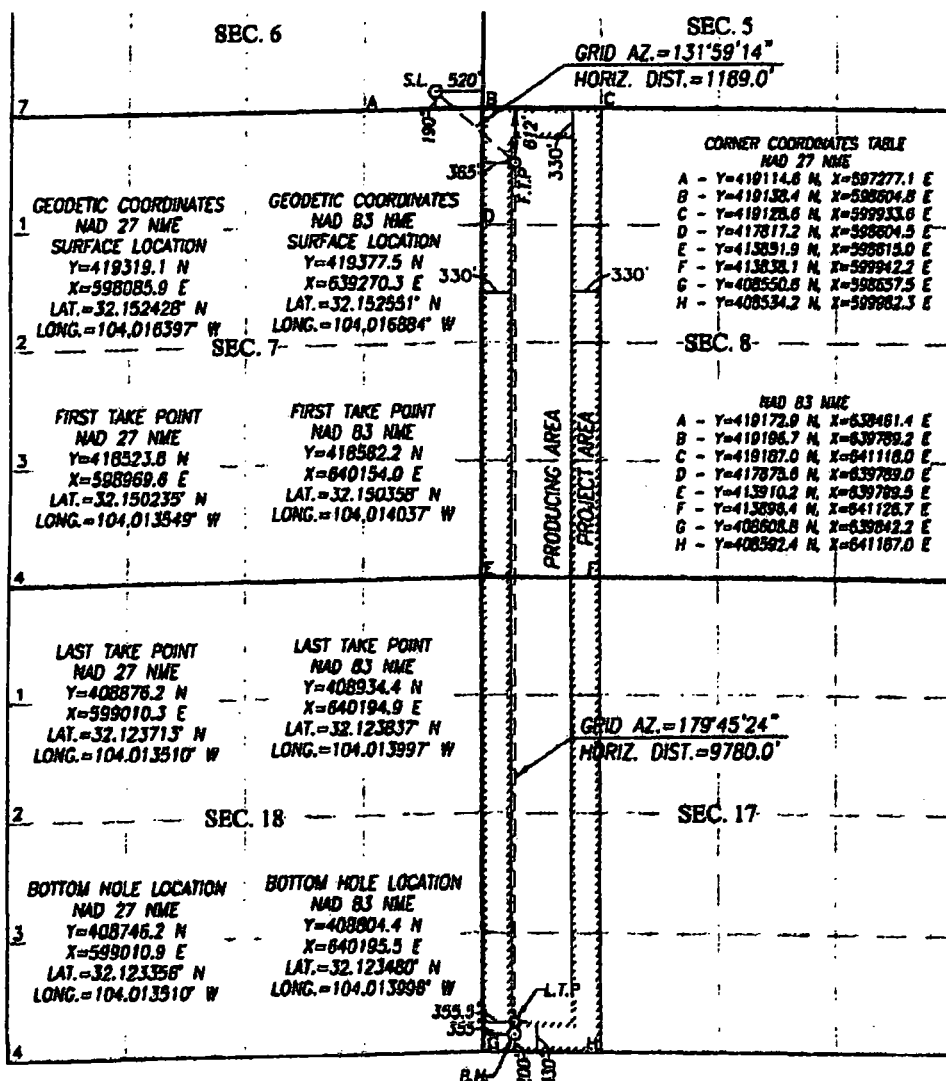 SEC. 6
SEC. 5
GRID AZ.=131°59'14"
HORIZ. DIST.=1189.0'
S.L.
520'
A
B
C
7
190'
612'
330'
365'
F.T.P
CORNER COORDINATES TABLE
NAD 27 NME
A - Y=419114.8 N, X=597277.1 E
B - Y=419138.4 N, X=598604.8 E
C - Y=419128.6 N, X=599933.6 E
D - Y=417817.2 N, X=598604.5 E
E - Y=413851.9 N, X=598615.0 E
F - Y=413838.1 N, X=599942.2 E
G - Y=408550.6 N, X=598657.5 E
H - Y=408534.2 N, X=599982.3 E
GEODETIC COORDINATES
NAD 27 NME
SURFACE LOCATION
Y=419319.1 N
X=598085.9 E
LAT.=32.152428° N
LONG.=104.016397° W
GEODETIC COORDINATES
NAD 83 NME
SURFACE LOCATION
Y=419377.5 N
X=639270.3 E
LAT.=32.152551° N
LONG.=104.016884° W
D
1
330'
330'
2
SEC. 7
SEC. 8
FIRST TAKE POINT
NAD 27 NME
Y=418523.8 N
X=598969.6 E
LAT.=32.150235° N
LONG.=104.013549° W
FIRST TAKE POINT
NAD 83 NME
Y=418582.2 N
X=640154.0 E
LAT.=32.150358° N
LONG.=104.014037° W
NAD 83 NME
A - Y=419172.9 N, X=638461.4 E
B - Y=419196.7 N, X=639789.2 E
C - Y=419187.0 N, X=641118.0 E
D - Y=417875.6 N, X=639789.0 E
E - Y=413910.2 N, X=639799.5 E
F - Y=413896.4 N, X=641126.7 E
G - Y=408608.8 N, X=639842.2 E
H - Y=408592.4 N, X=641167.0 E
3
PRODUCING AREA
PROJECT AREA
4
E
F
LAST TAKE POINT
NAD 27 NME
Y=408876.2 N
X=599010.3 E
LAT.=32.123713° N
LONG.=104.013510° W
LAST TAKE POINT
NAD 83 NME
Y=408934.4 N
X=640194.9 E
LAT.=32.123837° N
LONG.=104.013997° W
1
GRID AZ.=179°45'24"
HORIZ. DIST.=9780.0'
2
SEC. 18
SEC. 17
BOTTOM HOLE LOCATION
NAD 27 NME
Y=408746.2 N
X=599010.9 E
LAT.=32.123356° N
LONG.=104.013510° W
BOTTOM HOLE LOCATION
NAD 83 NME
Y=408804.4 N
X=640195.5 E
LAT.=32.123480° N
LONG.=104.013998° W
3
L.T.P
355.9'
355'
G
H
4
B.H.
200'